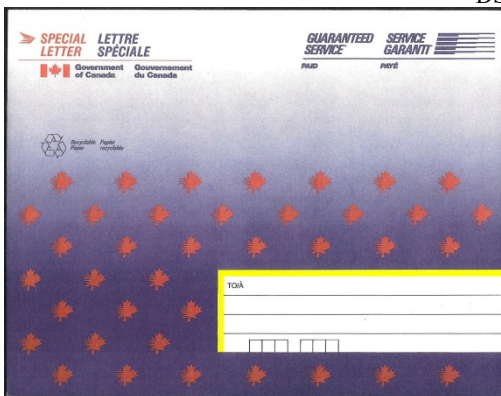 DS
SPECIAL LETTRE
LETTER SPÉCIALE
GUARANTEED SERVICE
SERVICE GARANTI
PAID PAYÉ
Government Gouvernement
of Canada du Canada
Recyclable Papier
Paper recyclable
TO/À